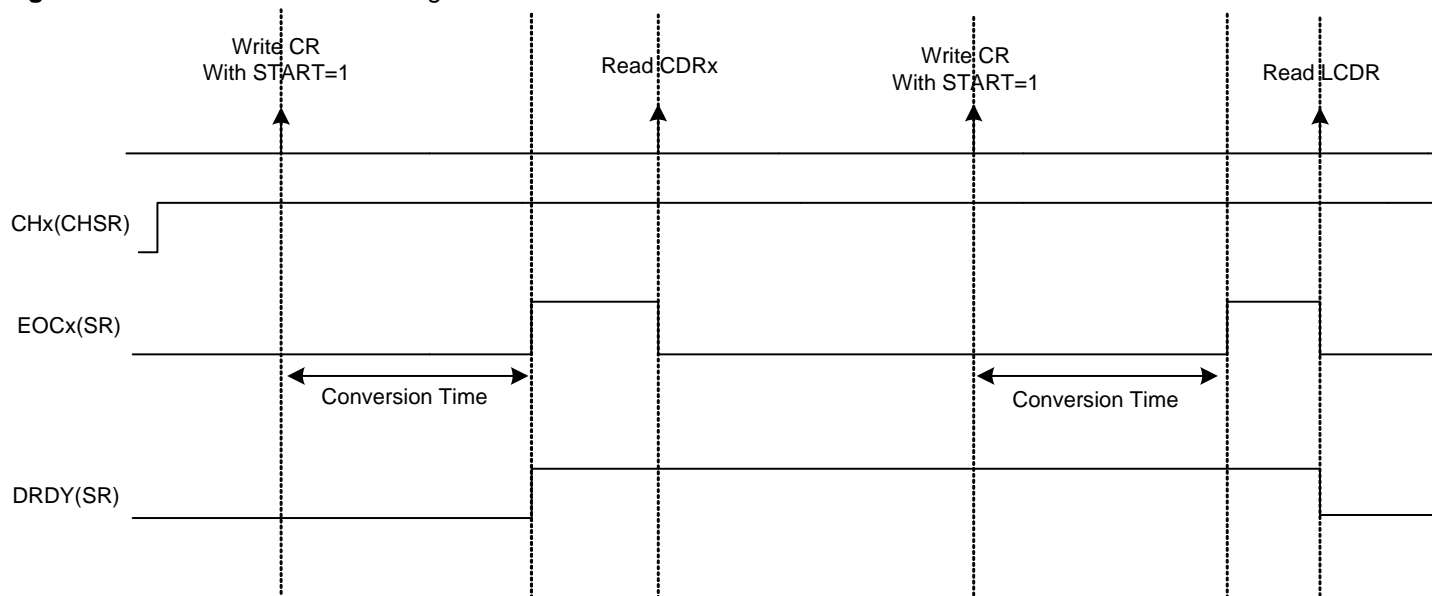 Write CR
With START=1
Read CDRx
Write CR
With START=1
Read LCDR
CHx(CHSR)
EOCx(SR)
Conversion Time
Conversion Time
DRDY(SR)